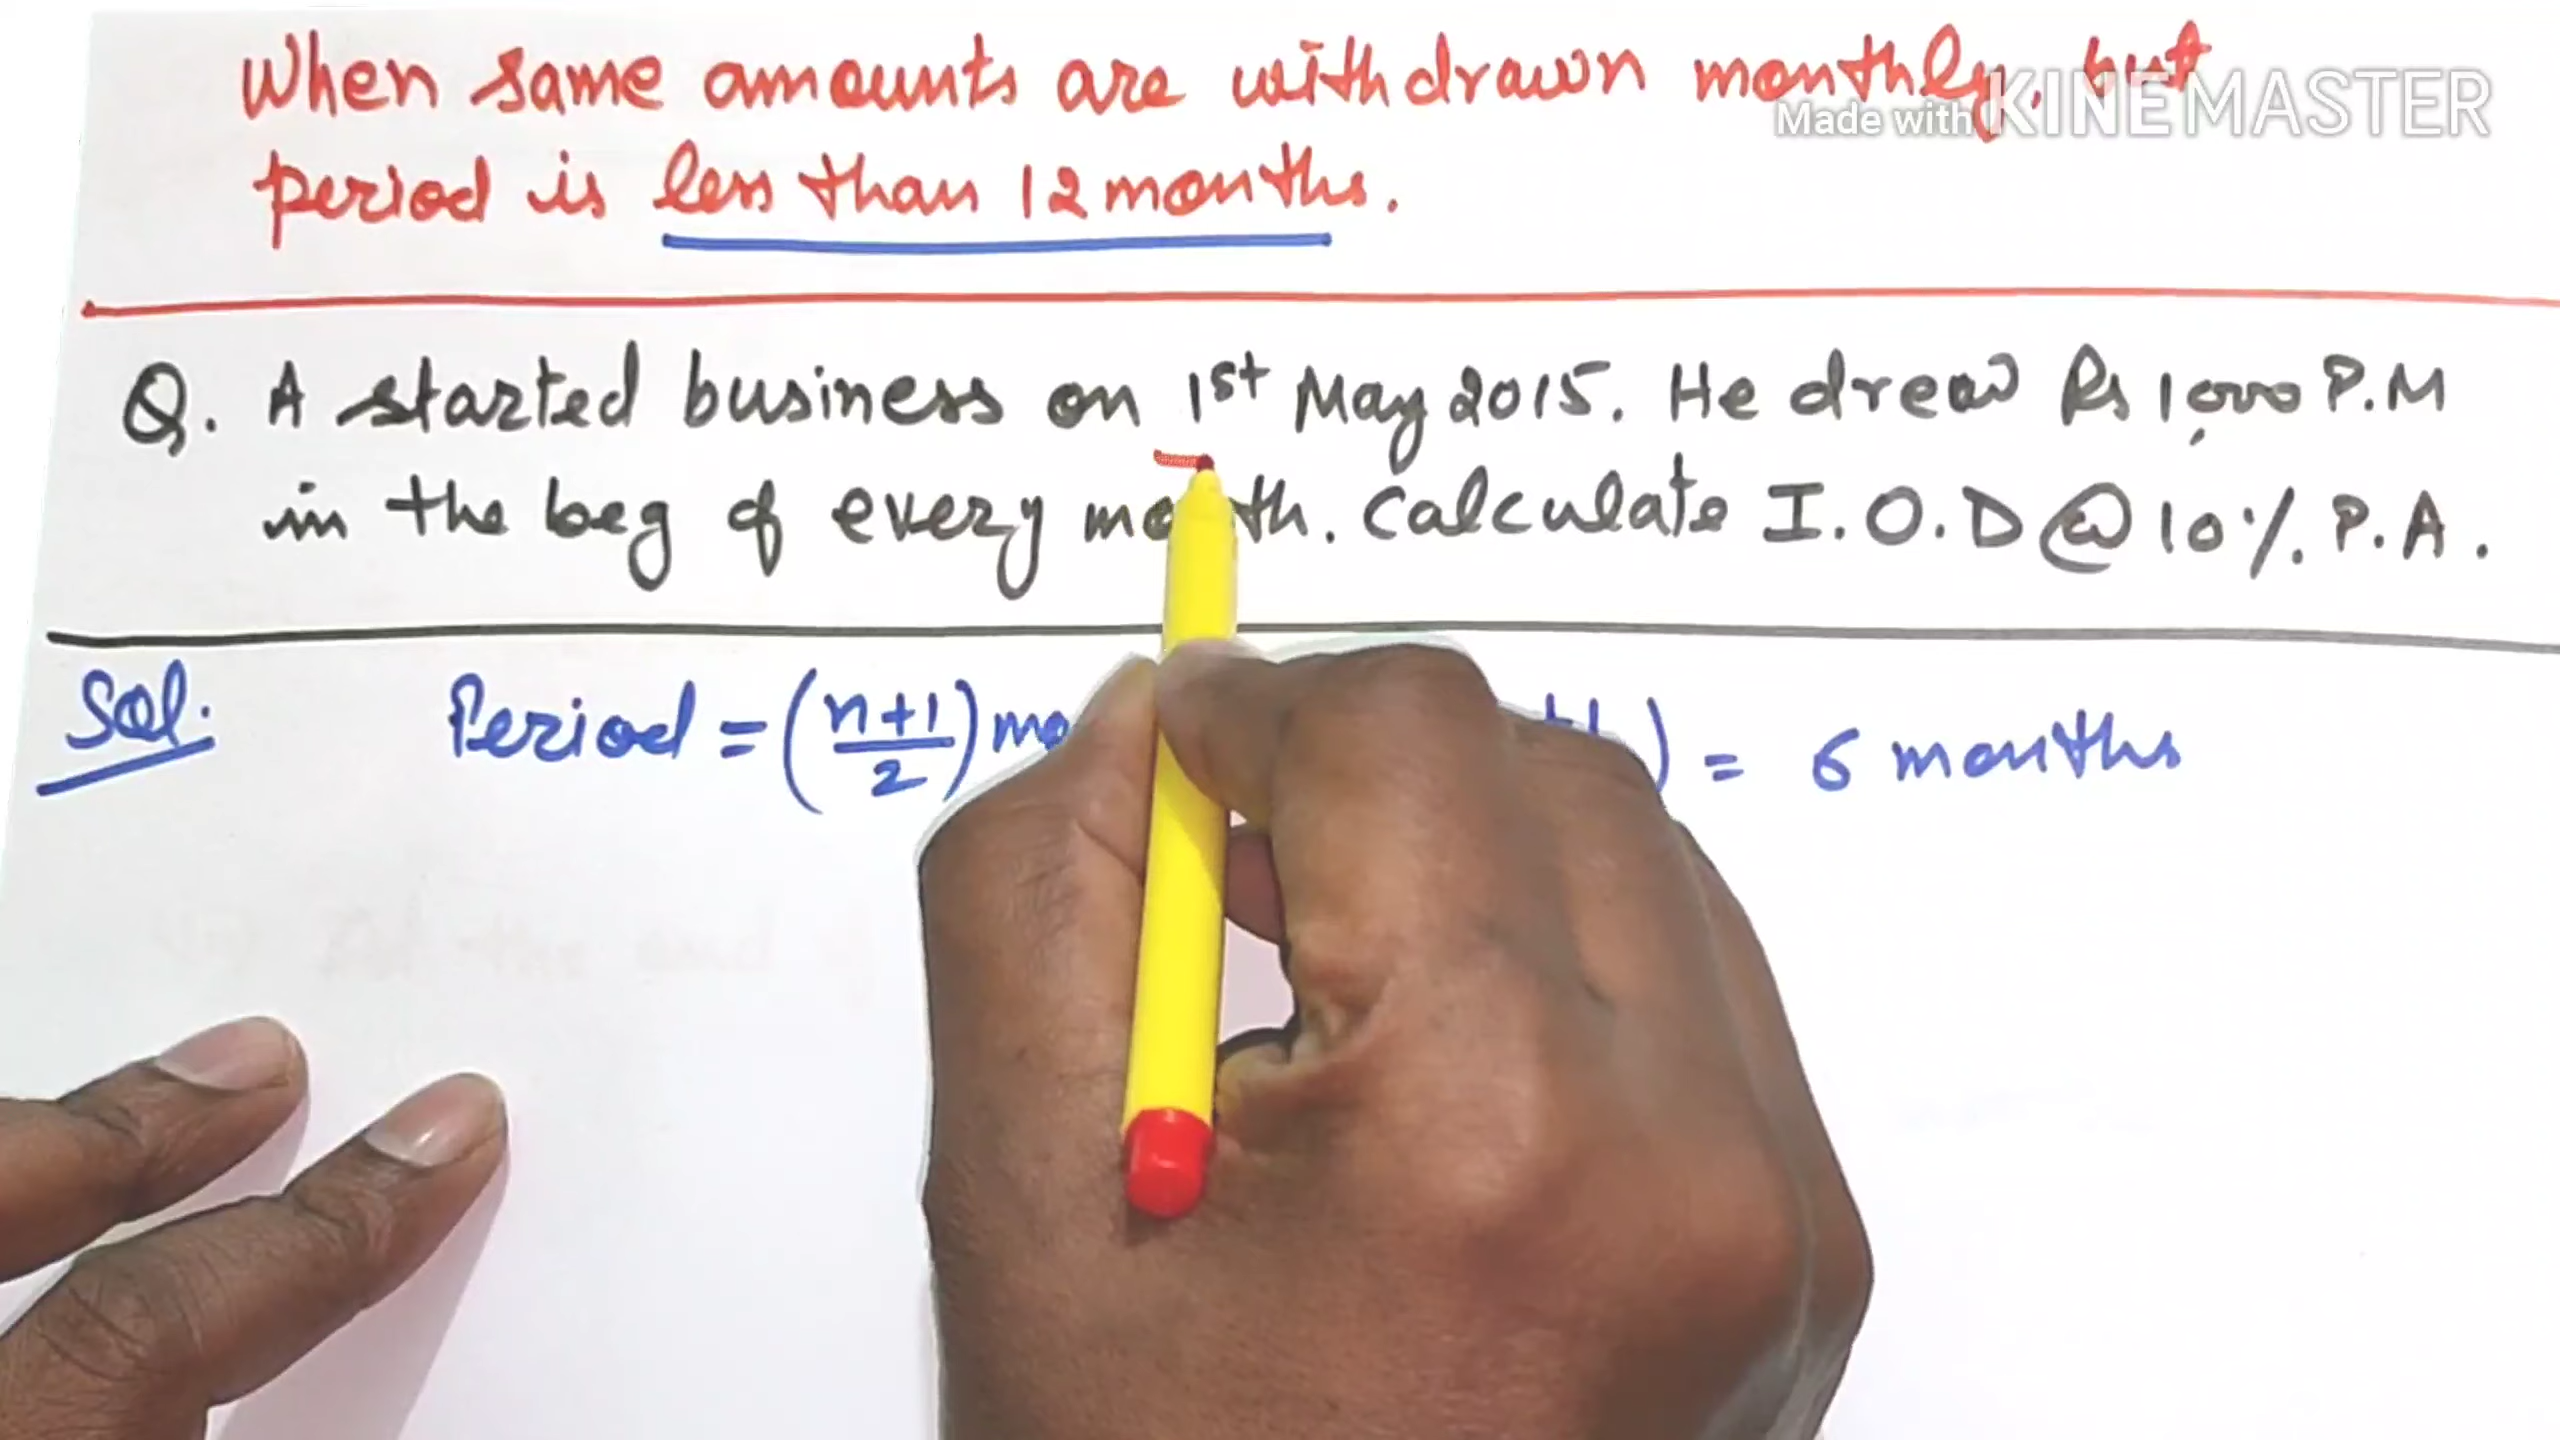 When same amounts are withdrawn monthly, but
Made with KINEMASTER
period is less than 12 months.
Q. A started business on 1st May 2015. He drew Rs 1,000 P.M
in the beg of every month. Calculate I.O.D @ 10%. P.A.
Sol. Period = (n+1/2) mo +1 ) = 6 months